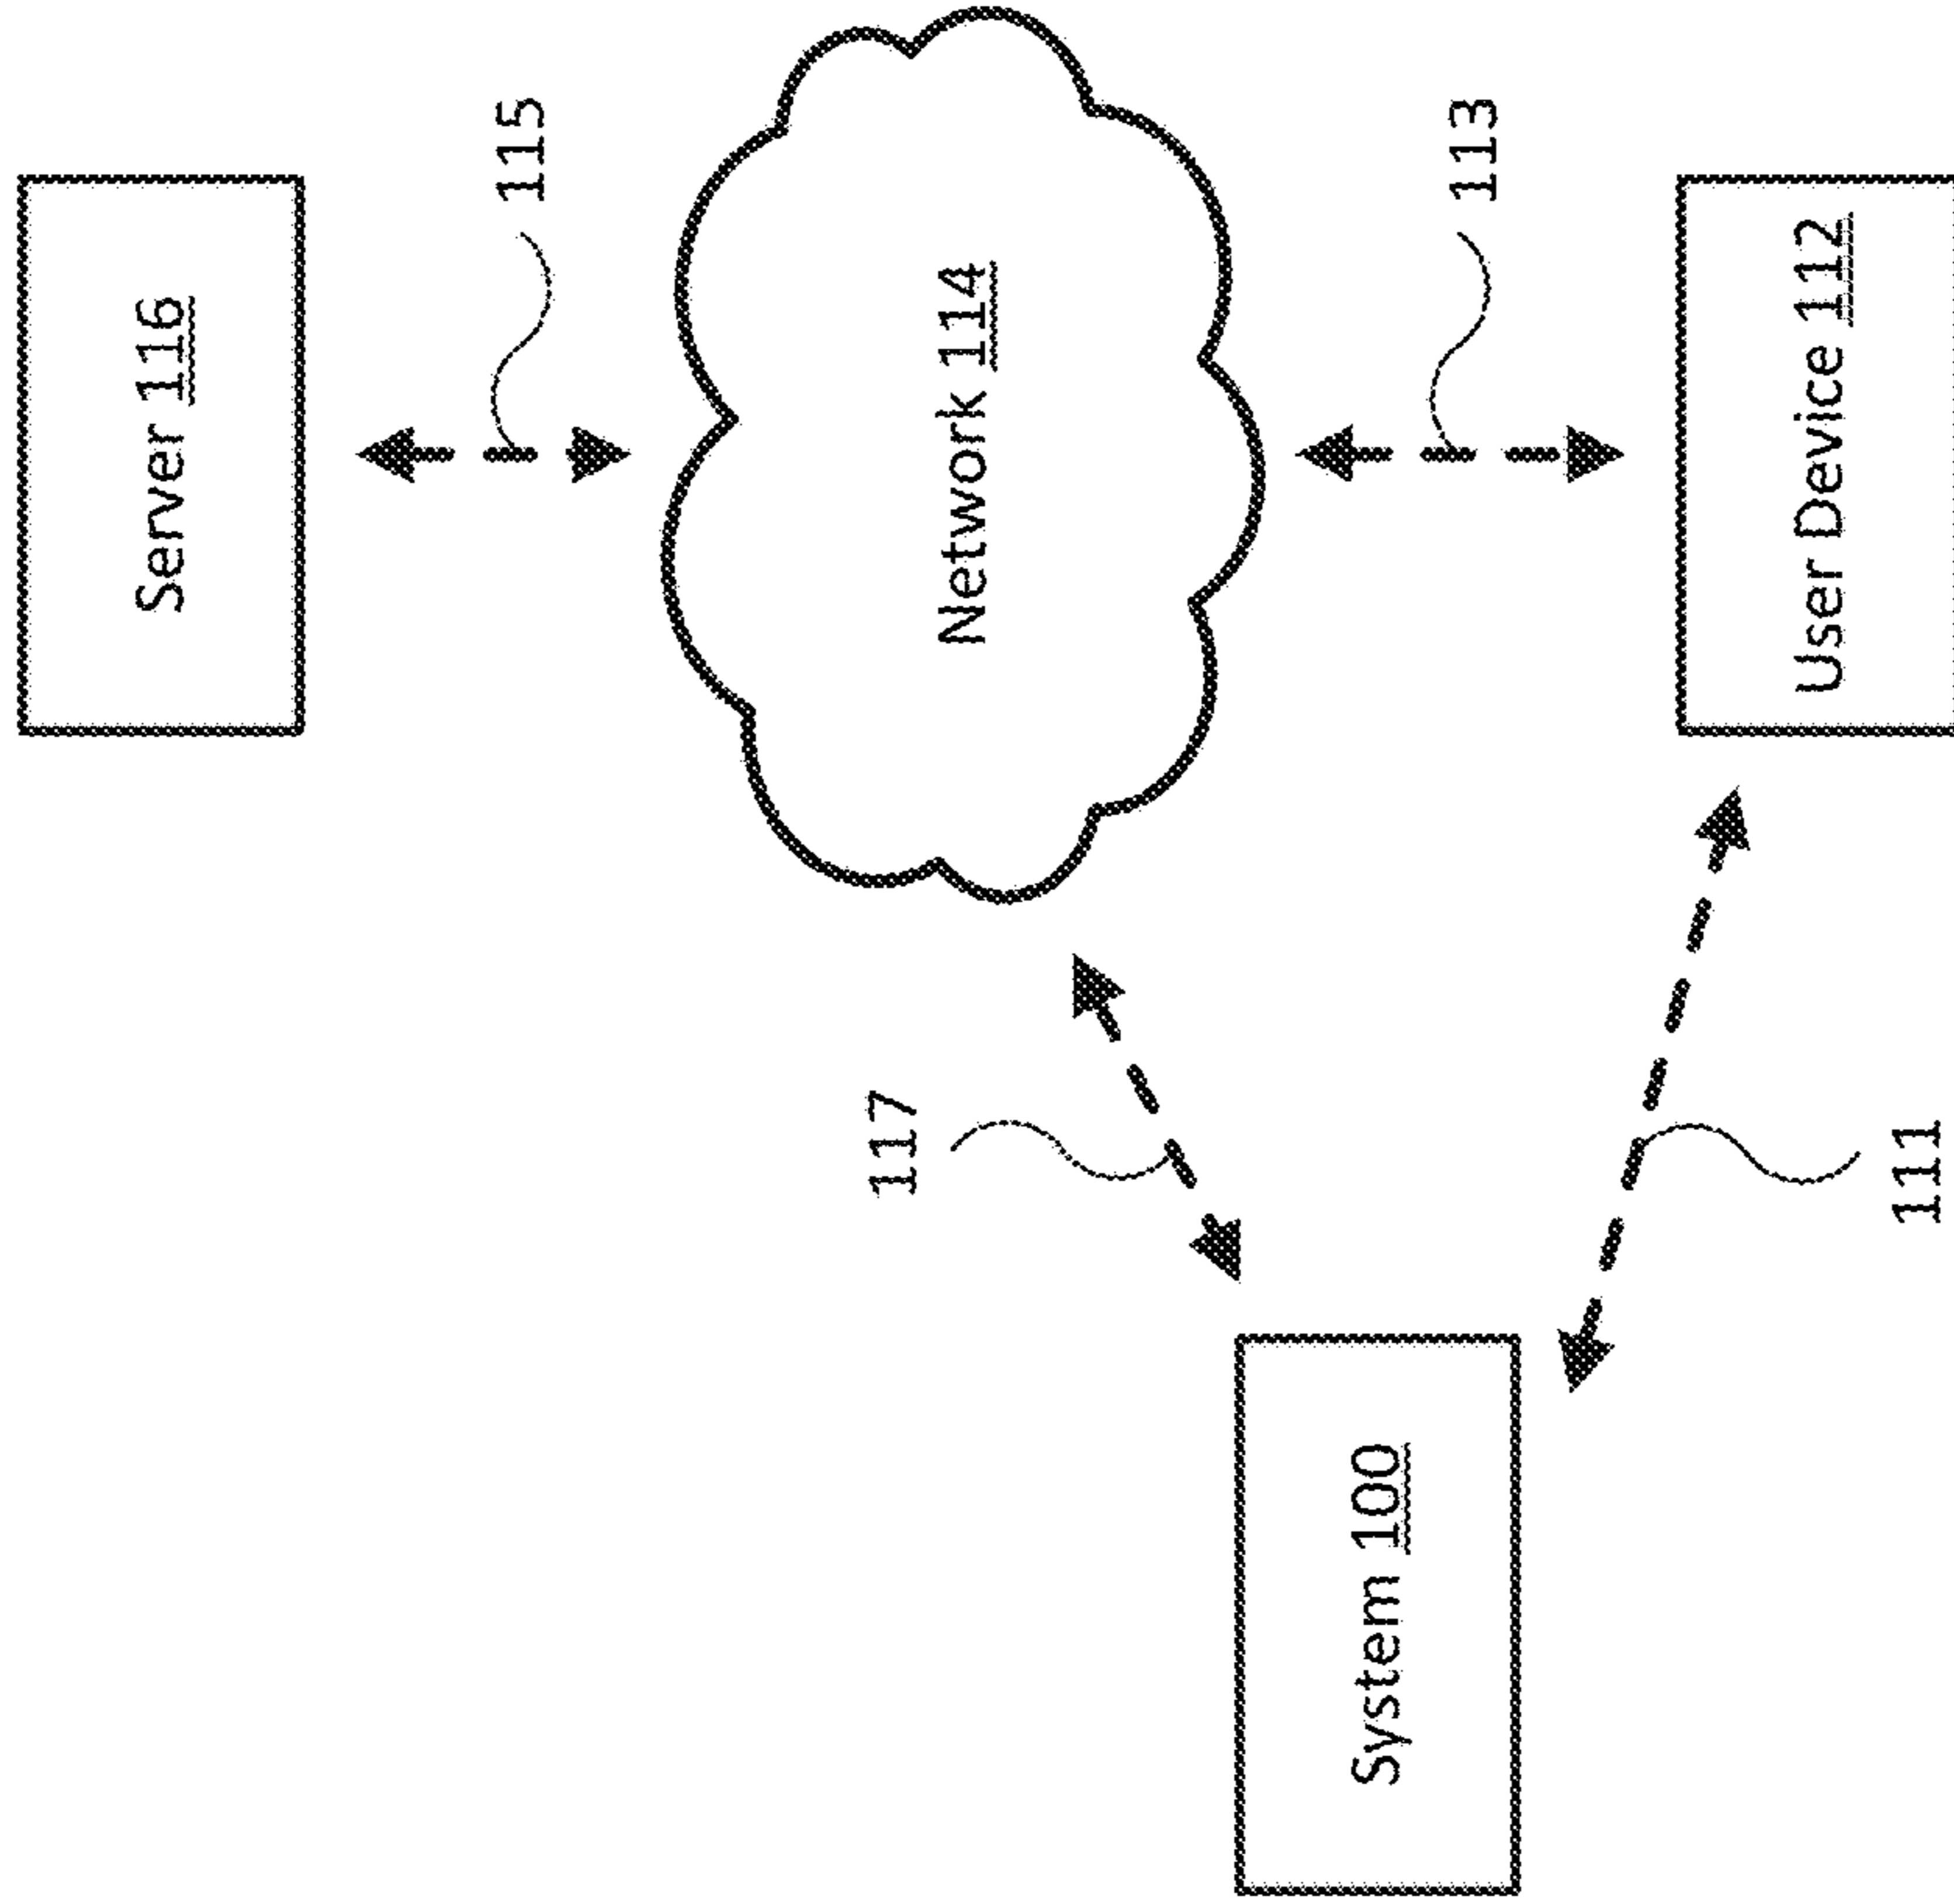 Server 116
115
Network 114
113
User Device 112
117
111
System 100